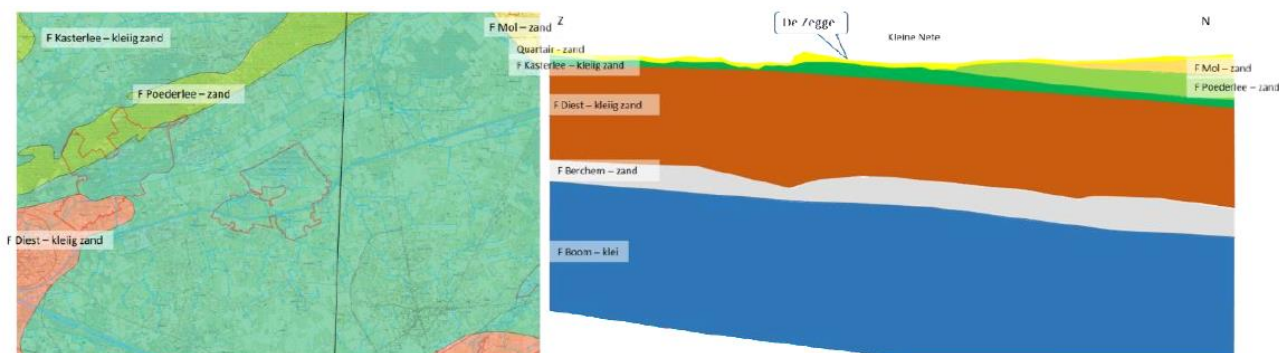 F Kasterlee – kleiig zand
F Poederlee – zand
F Diest – kleiig zand
F Mol – zand
Z
De Zegge
Kleine Nete
N
Quartair - zand
F Kasterlee – kleiig zand
F Diest – kleiig zand
F Berchem – zand
F Boom – klei
F Mol – zand
F Poederlee – zand